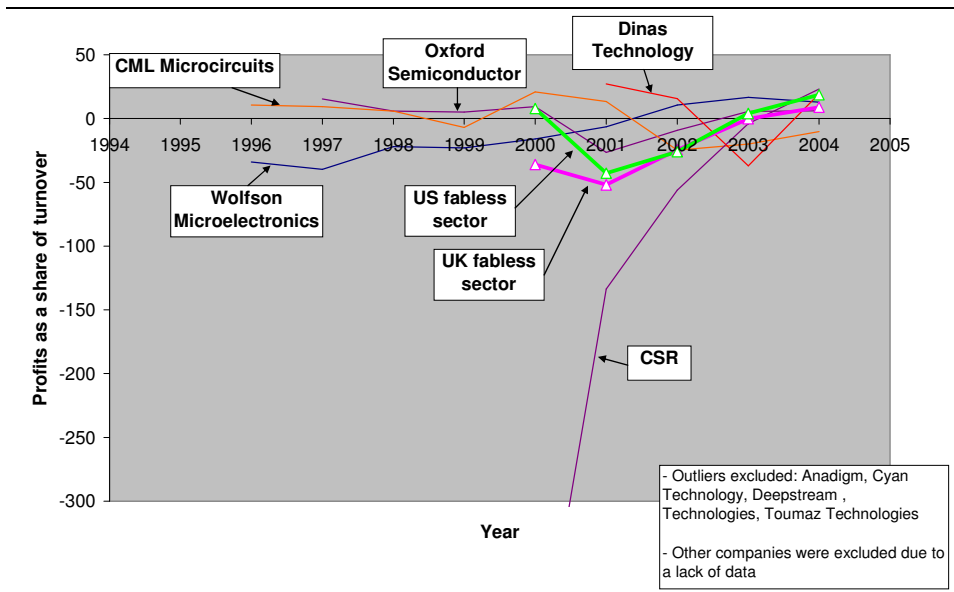 Dinas
Technology
Oxford
Semiconductor
CML Microcircuits
50
0
-50
-100
-150
-200
-250
-300
1994 1995 1996 1997 1998 1999 2000 2001 2002 2003 2004 2005
Wolfson
Microelectronics
US fabless
sector
UK fabless
sector
CSR
Profits as a share of turnover
Year
- Outliers excluded: Anadigm, Cyan
Technology, Deepstream ,
Technologies, Toumaz Technologies
- Other companies were excluded due to
a lack of data